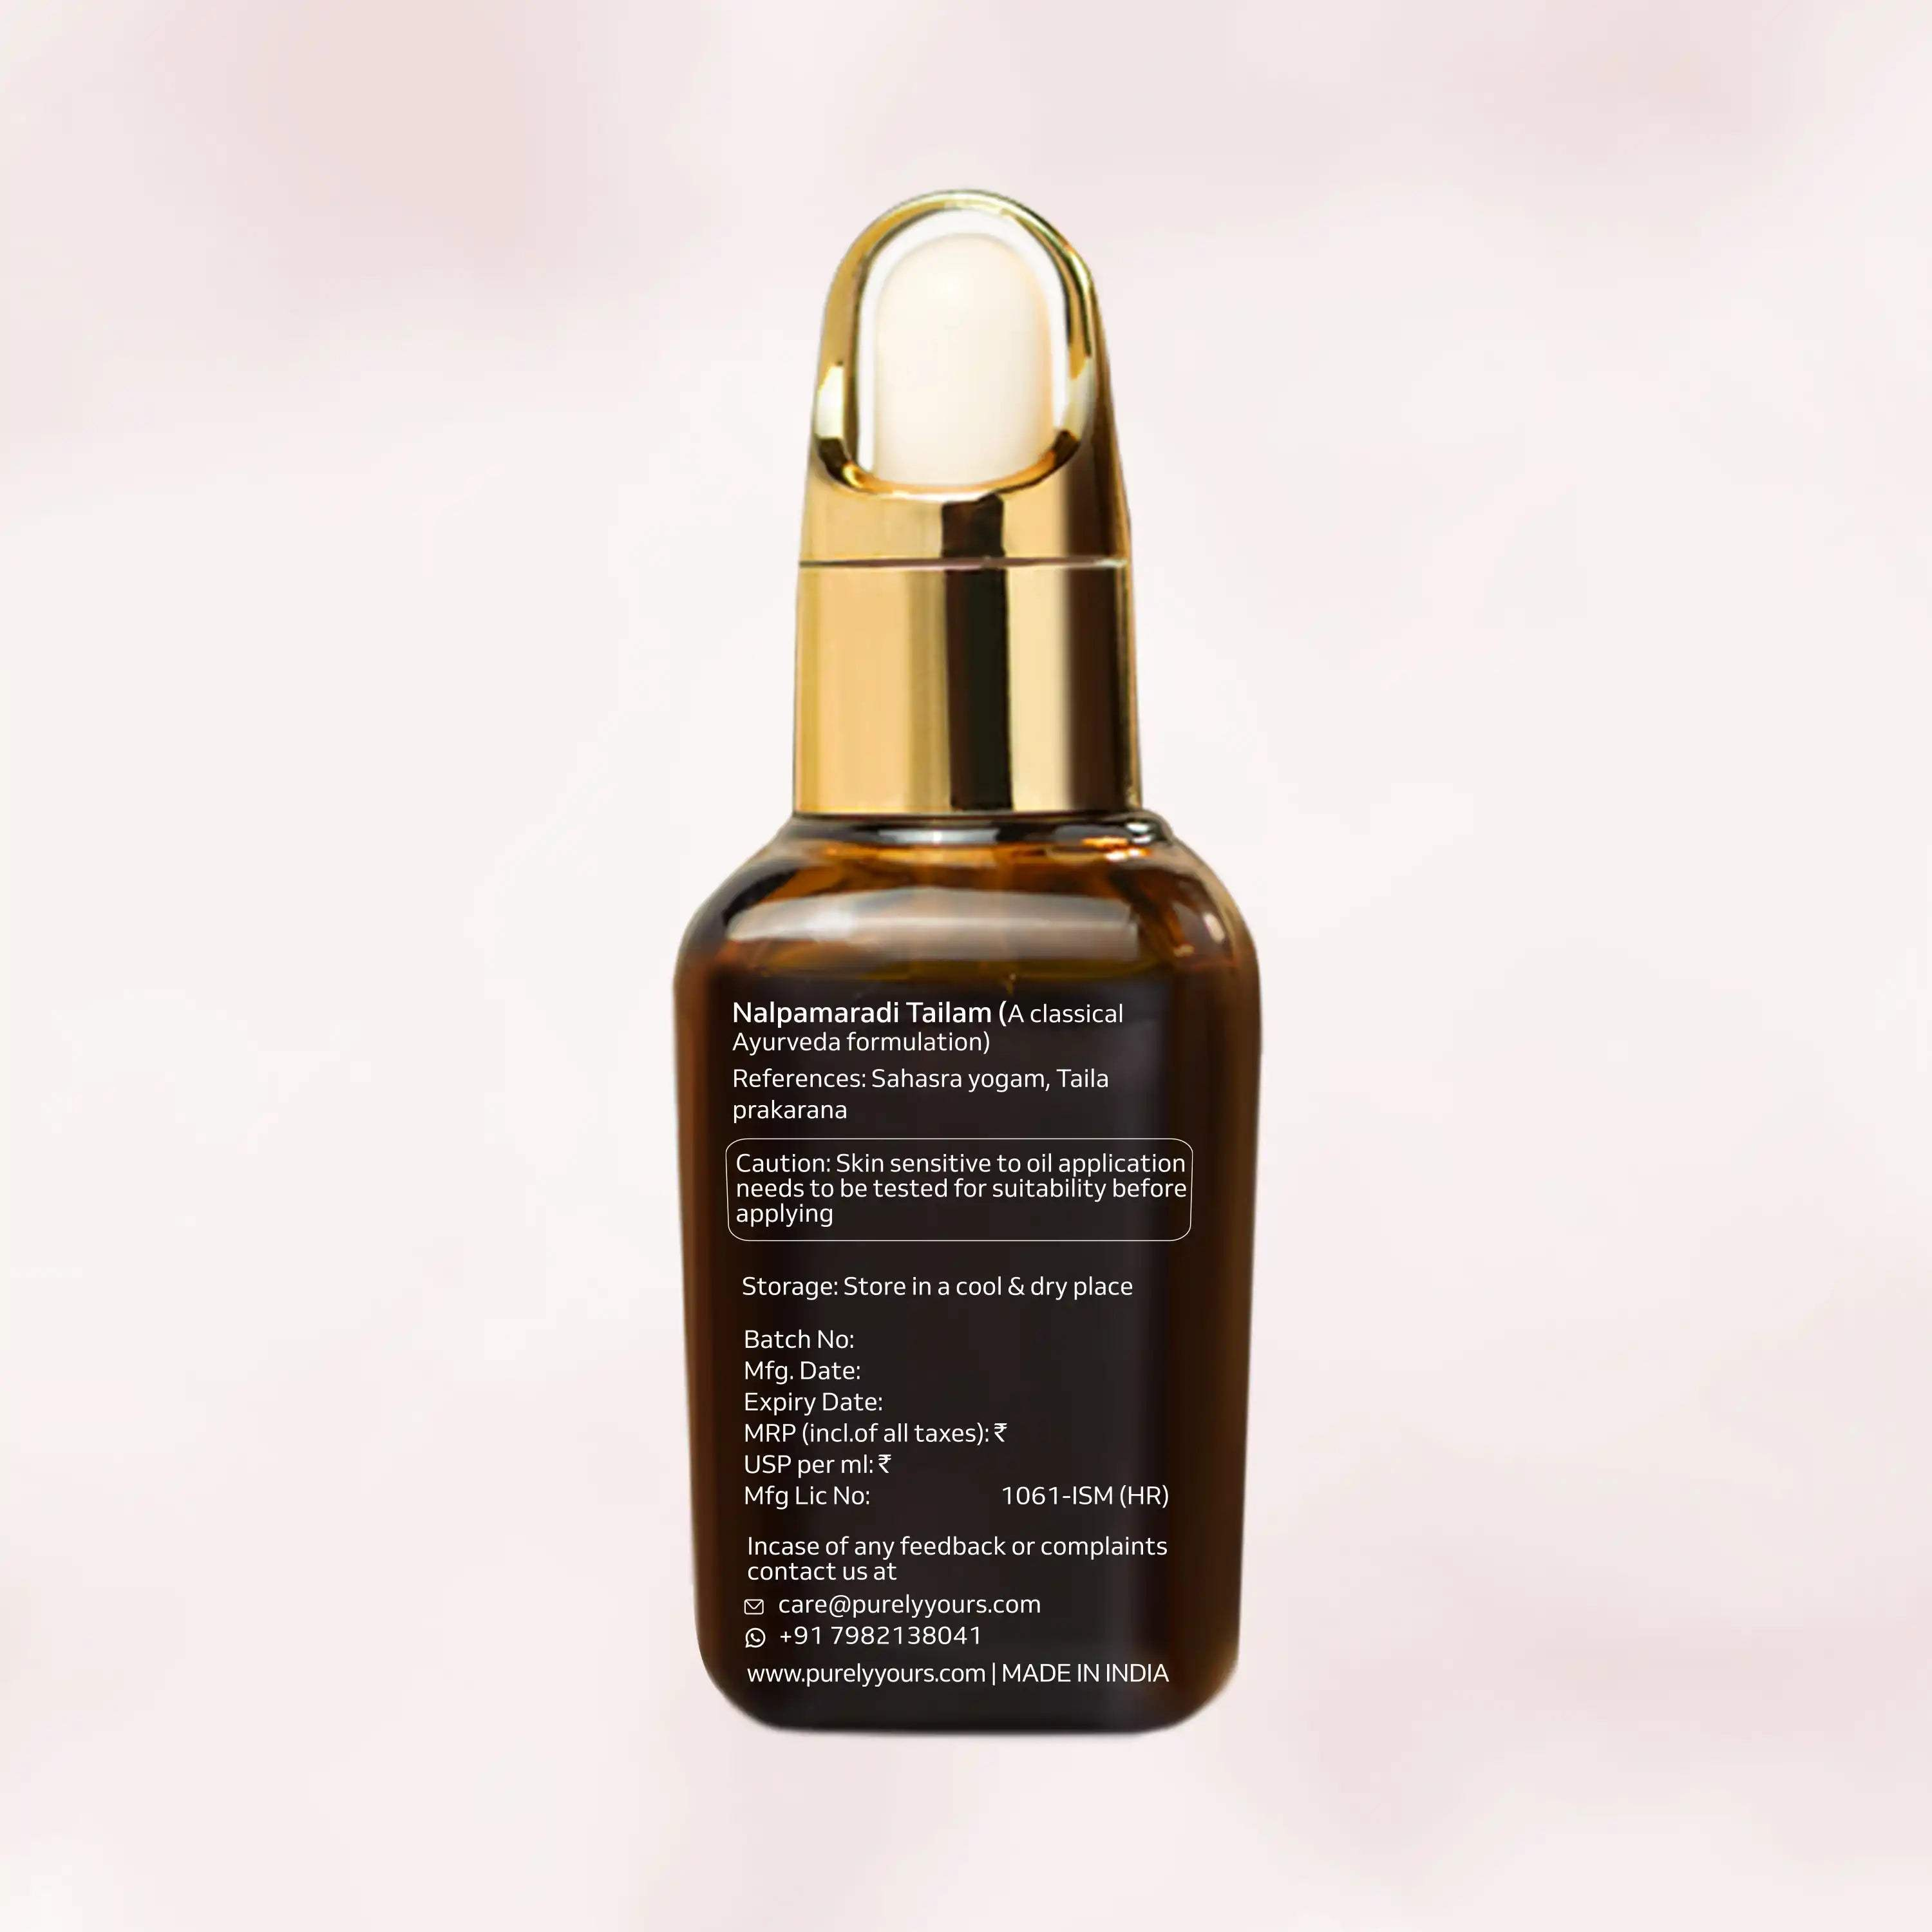 Nalpamaradi Tailam (A classical
Ayurveda formulation)
References: Sahasra yogam, Taila
prakarana
Caution: Skin sensitive to oil application
needs to be tested for suitability before
applying
Storage: Store in a cool & dry place
Batch No:
Mfg. Date:
Expiry Date:
MRP (incl.of all taxes): ₹
USP per ml: ₹
Mfg Lic No: 1061-ISM (HR)
Incase of any feedback or complaints
contact us at
care@purelyyours.com
+91 7982138041
www.purelyyours.com | MADE IN INDIA